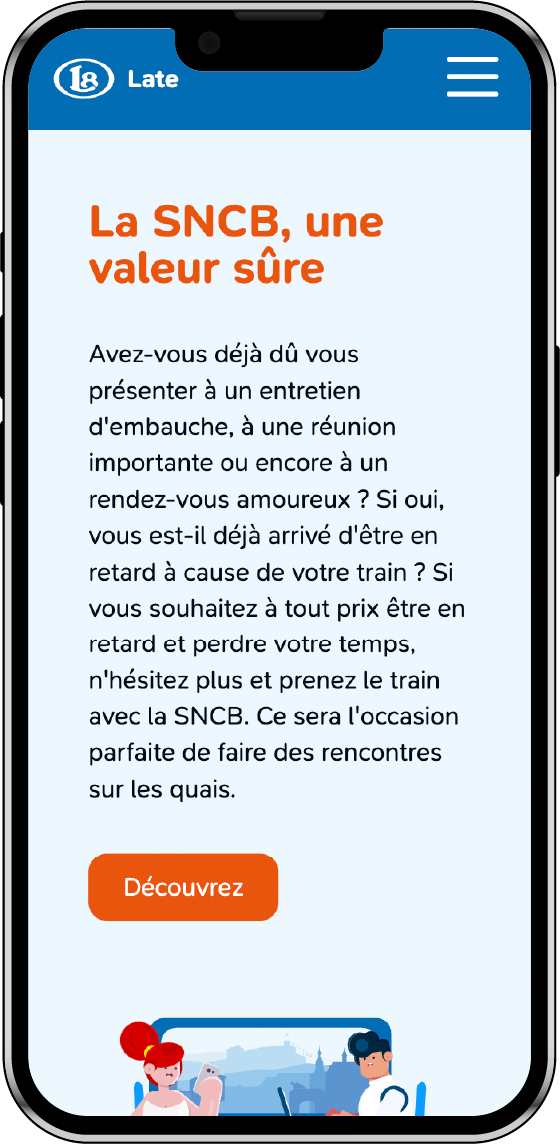 L8 Late
La SNCB, une
valeur sûre
Avez-vous déjà dû vous
présenter à un entretien
d'embauche, à une réunion
importante ou encore à un
rendez-vous amoureux ? Si oui,
vous est-il déjà arrivé d'être en
retard à cause de votre train ? Si
vous souhaitez à tout prix être en
retard et perdre votre temps,
n'hésitez plus et prenez le train
avec la SNCB. Ce sera l'occasion
parfaite de faire des rencontres
sur les quais.
Découvrez